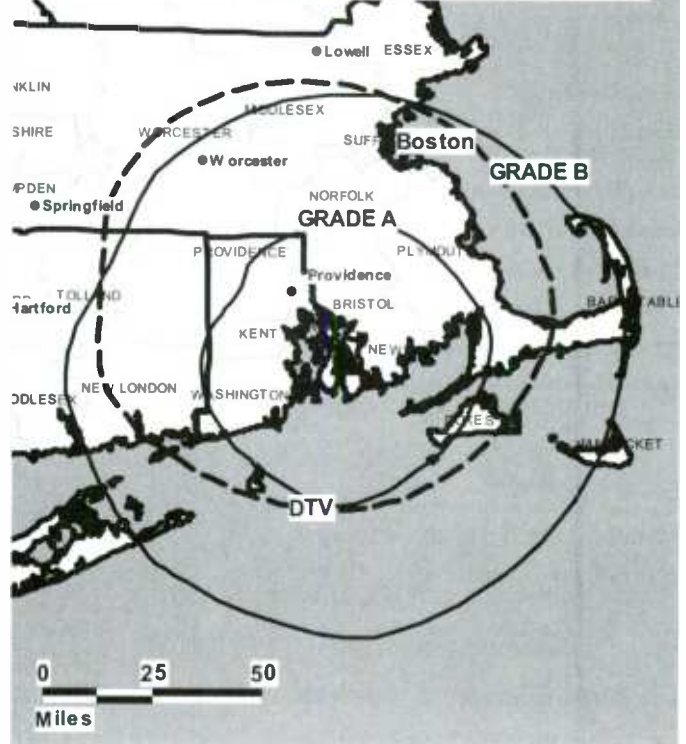 Lowell ESSEX
NKLIN
MIDDLESEX
SHIRE
WORCESTER
SUFF
Boston
Worcester
GRADE B
PDEN
Springfield
NORFOLK
GRADE A
PROVIDENCE
PLYMOUTH
Providence
TOLLAND
BRISTOL
Hartford
KENT
NEW
NEW LONDON
WASHINGTON
DDLESEX
DTV
0 25 50
Miles